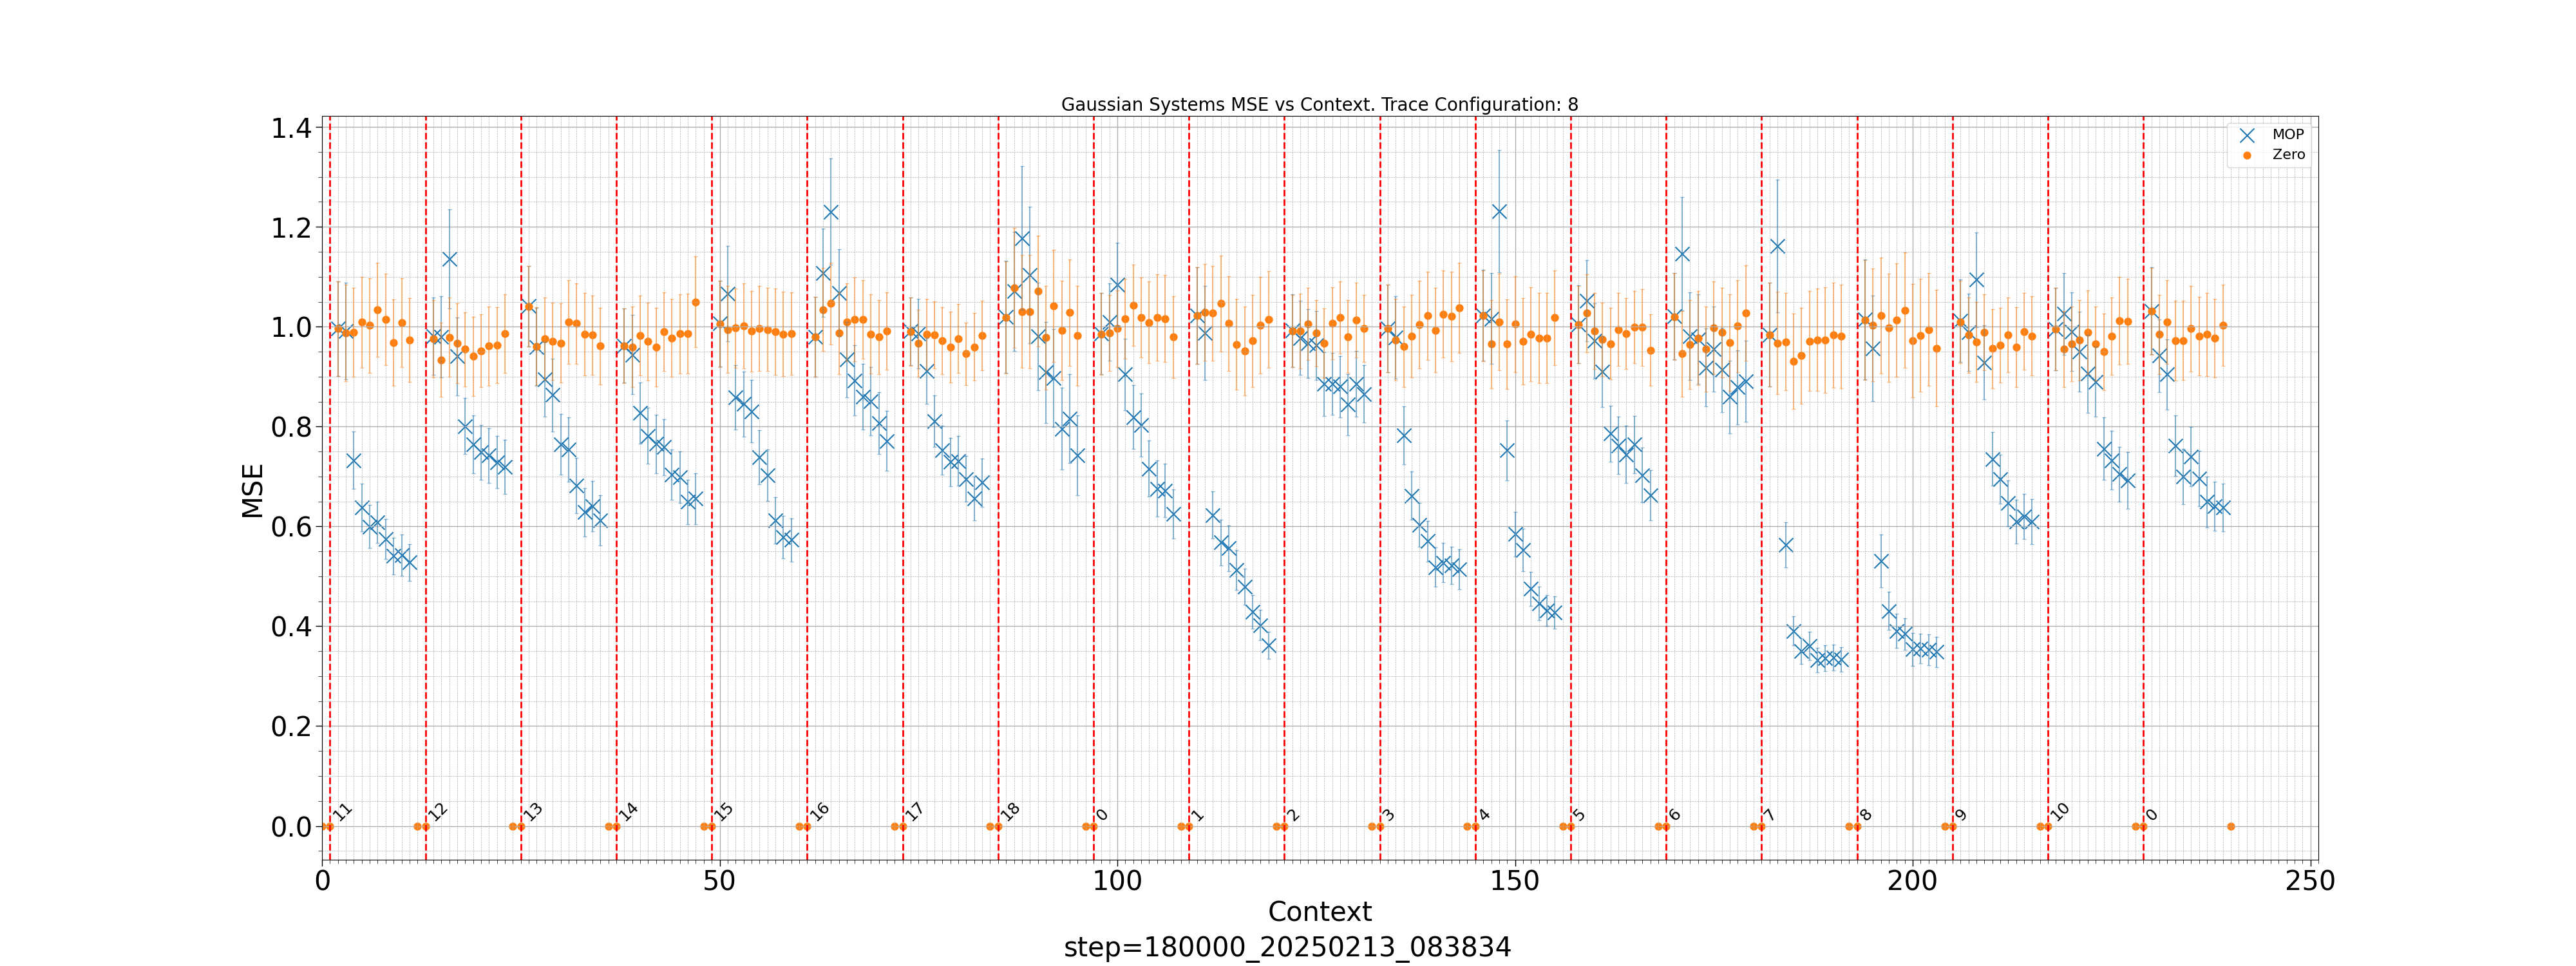 Gaussian Systems MSE vs Context. Trace Configuration: 8
MOP
Zero
MSE
1.4
1.2
1.0
0.8
0.6
0.4
0.2
0.0
11 12 13 14 15 16 17 18 0 1 2 3 4 5 6 7 8 9 10 0
0 50 100 150 200 250
Context
step=180000_20250213_083834